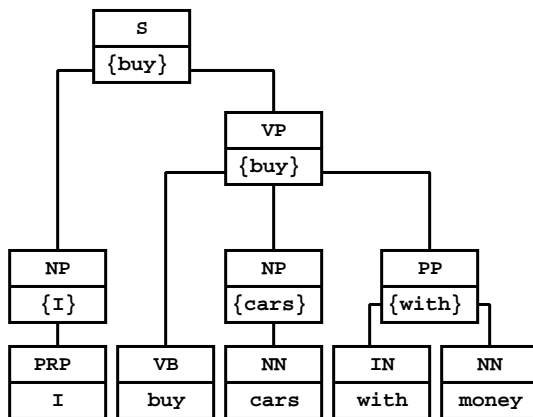 S
{buy}
VP
{buy}
NP NP PP
{I} {cars} {with}
PRP VB NN IN NN
I buy cars with money